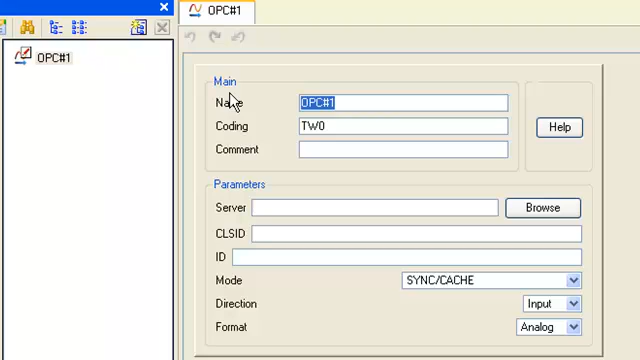 OPC#1
OPC#1
Main
Name OPC#1
Coding TW0
Comment
Help
Parameters
Server Browse
CLSID
ID
Mode SYNC/CACHE
Direction Input
Format Analog